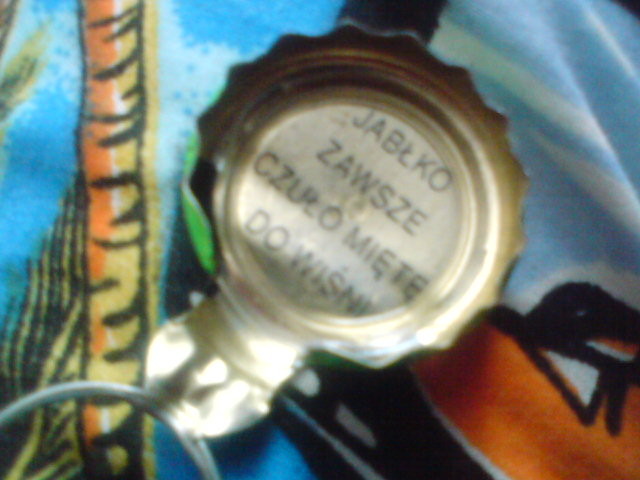 JABŁKO
ZAWSZE
CZUŁO MIĘTĘ
DO WIŚNI